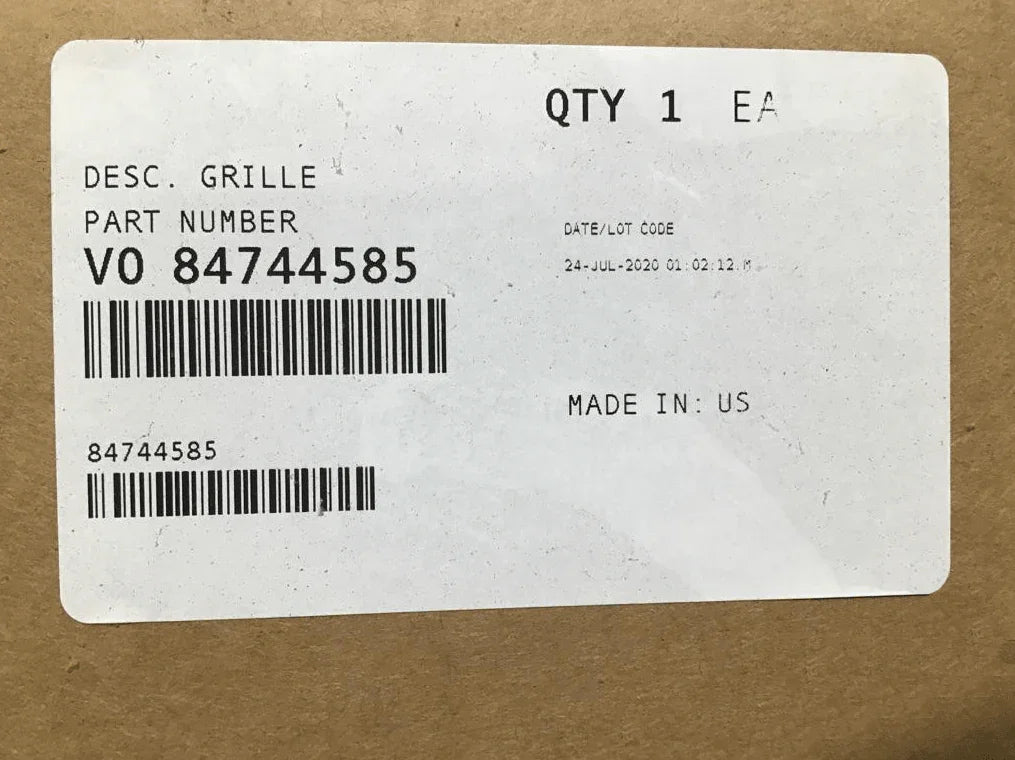 QTY 1 EA
DESC. GRILLE
PART NUMBER
VO 84744585
DATE/LOT CODE
24-JUL-2020 01:02:12.M
MADE IN: US
84744585